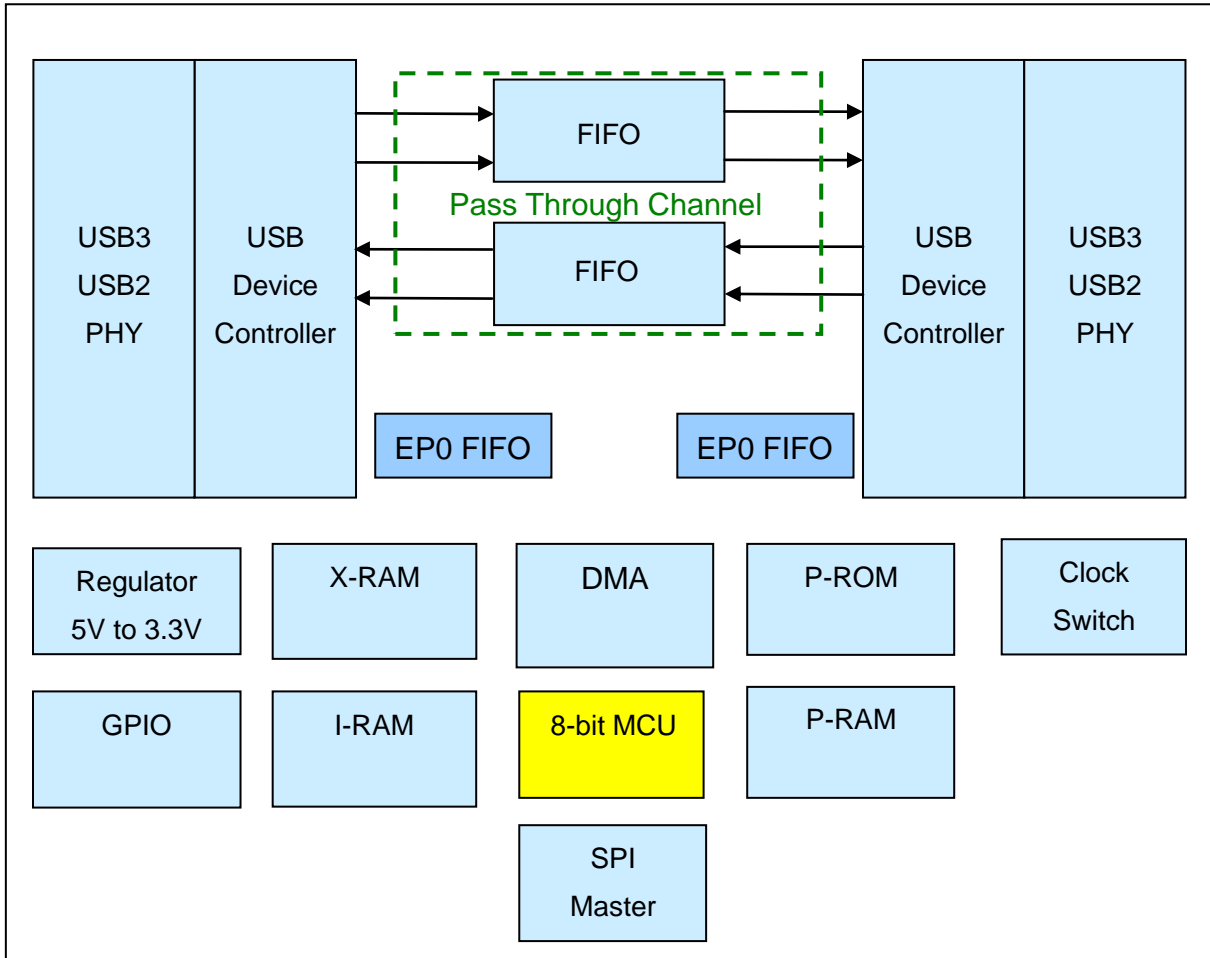 FIFO
Pass Through Channel
FIFO
USB3
USB2
PHY
USB
Device
Controller
USB
Device
Controller
USB3
USB2
PHY
EP0 FIFO
EP0 FIFO
Regulator
5V to 3.3V
X-RAM
DMA
P-ROM
Clock
Switch
GPIO
I-RAM
8-bit MCU
P-RAM
SPI
Master